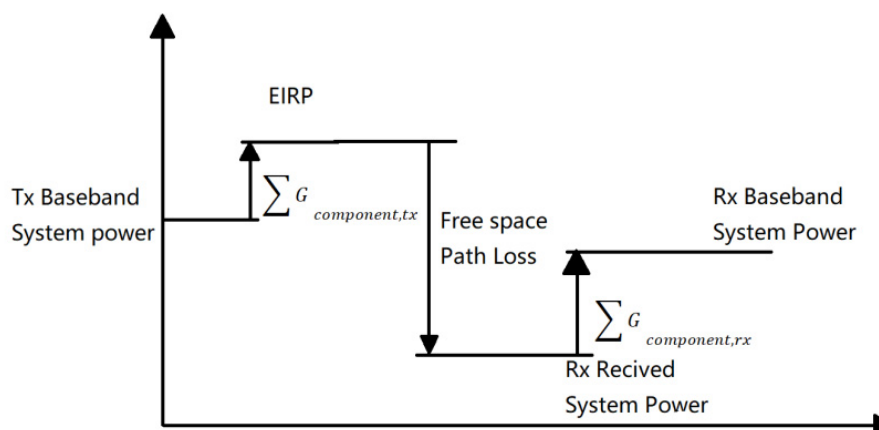 EIRP
Tx Baseband
System power
∑ G component,tx
Free space
Path Loss
Rx Baseband
System Power
∑ G component,rx
Rx Recived
System Power